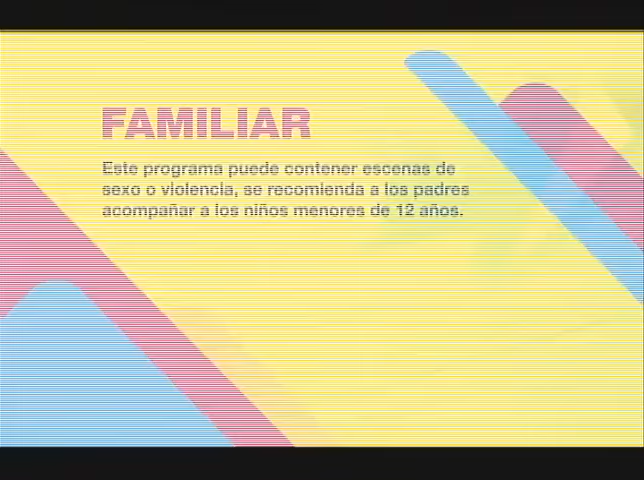 FAMILIAR
Este programa puede contener escenas de
sexo o violencia, se recomienda a los padres
acompañar a los niños menores de 12 años.